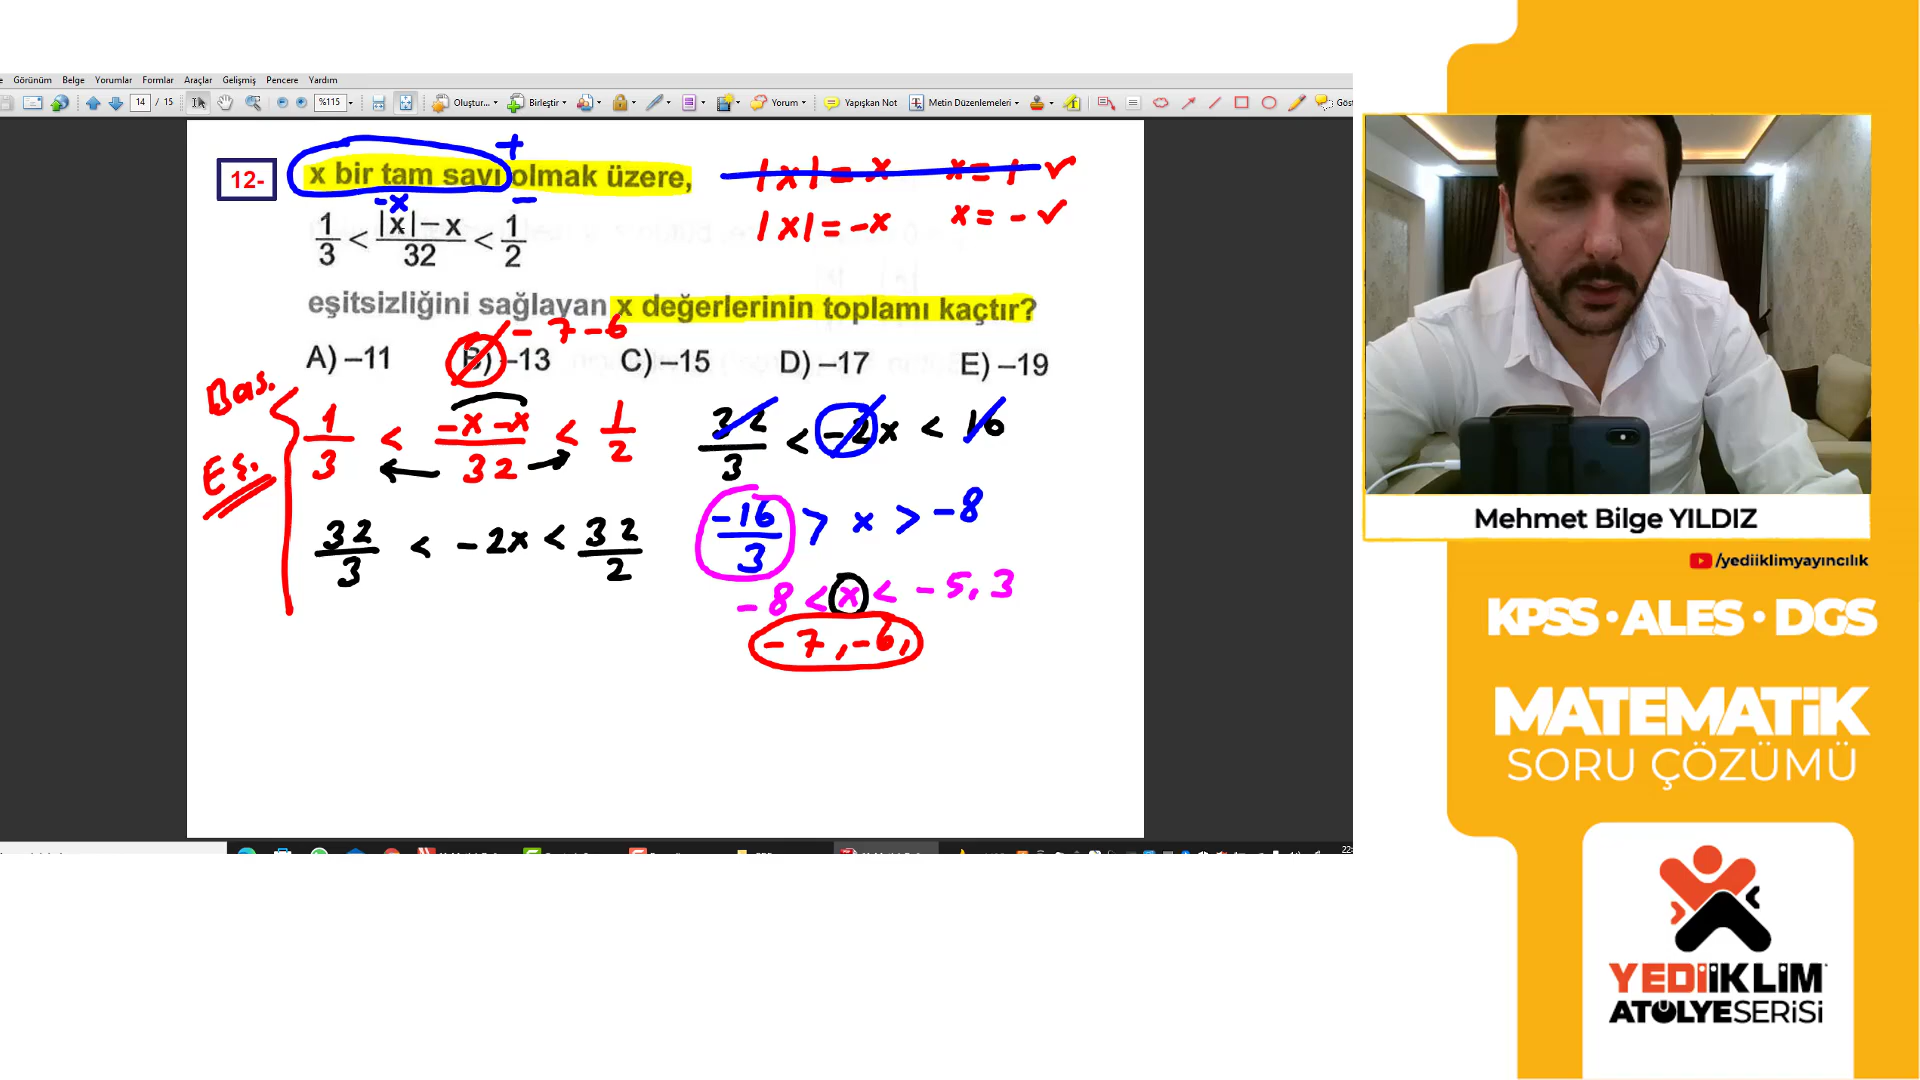 Görünüm Belge Yorumlar Formlar Araçlar Gelişmiş Pencere Yardım
14 / 15 %115 Oluştur... Birleştir Yorum Yapışkan Not Metin Düzenlemeleri
12- x bir tam sayı olmak üzere,
+
-x −
1/3 < (|x| – x)/32 < 1/2
|x| = x x = + ✓
|x| = -x x = - ✓
eşitsizliğini sağlayan x değerlerinin toplamı kaçtır?
- 7 - 6
A) –11 B) –13 C) –15 D) –17 E) –19
Bas.
Eş.
1/3 < (-x -x)/32 < 1/2
32/3 < -2x < 32/2
32/3 < -2x < 16
-16/3 > x > -8
-8 < x < -5,3
-7, -6,
Mehmet Bilge YILDIZ
/yediiklimyayıncılık
KPSS • ALES • DGS
MATEMATİK
SORU ÇÖZÜMÜ
YEDİİKLİM
ATÖLYESERİSİ